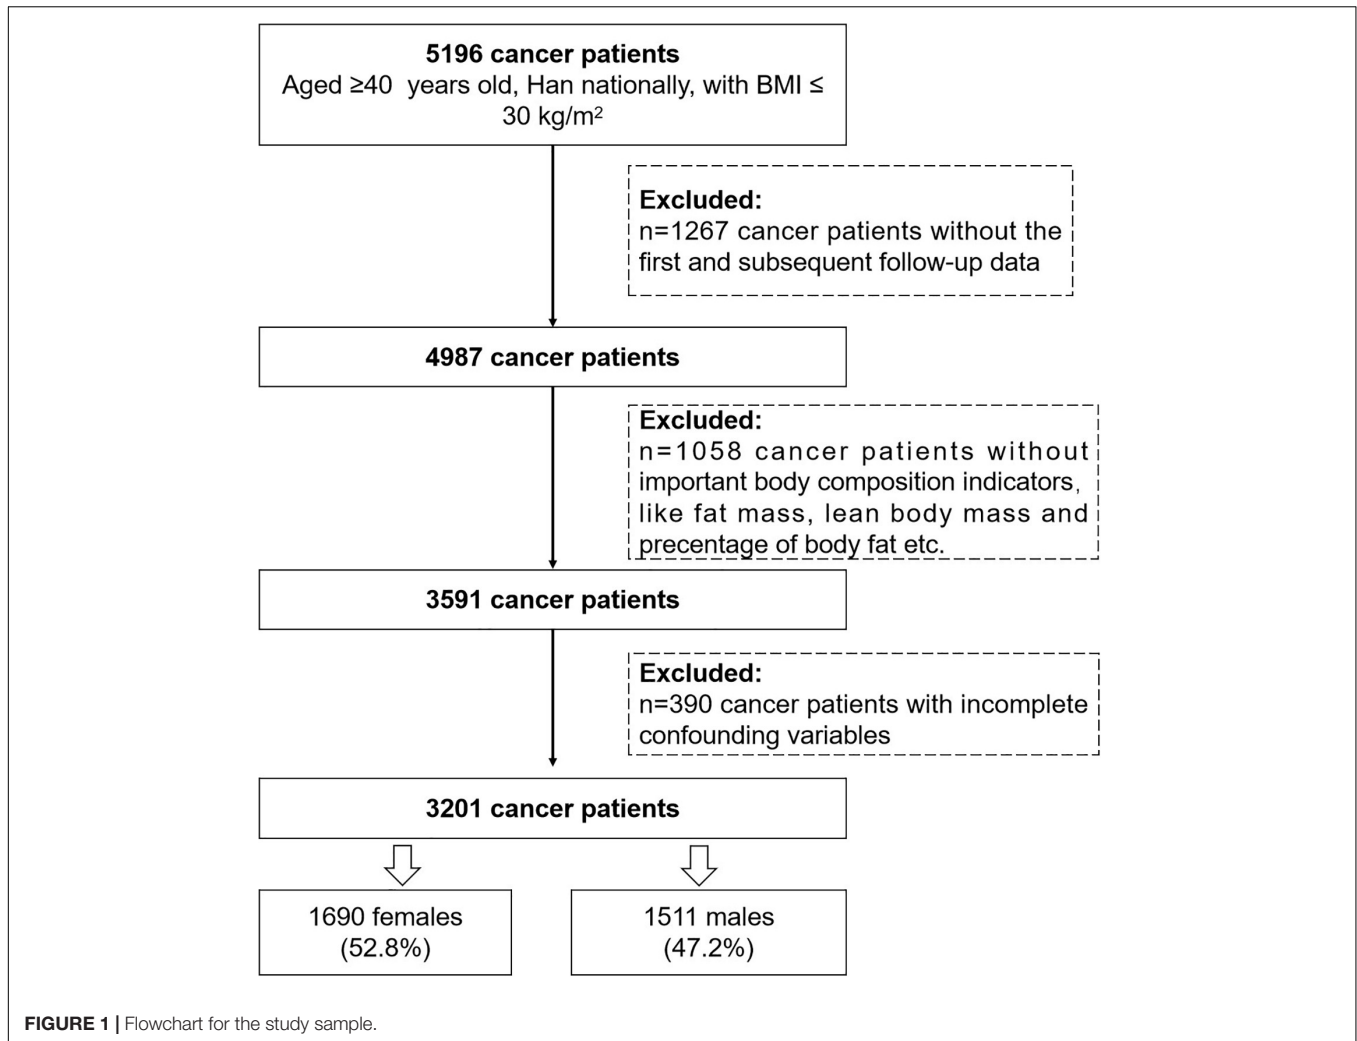 5196 cancer patients
Aged ≥40 years old, Han nationally, with BMI ≤
30 kg/m²
Excluded:
n=1267 cancer patients without the
first and subsequent follow-up data
4987 cancer patients
Excluded:
n=1058 cancer patients without
important body composition indicators,
like fat mass, lean body mass and
precentage of body fat etc.
3591 cancer patients
Excluded:
n=390 cancer patients with incomplete
confounding variables
3201 cancer patients
1690 females
(52.8%)
1511 males
(47.2%)
FIGURE 1 | Flowchart for the study sample.